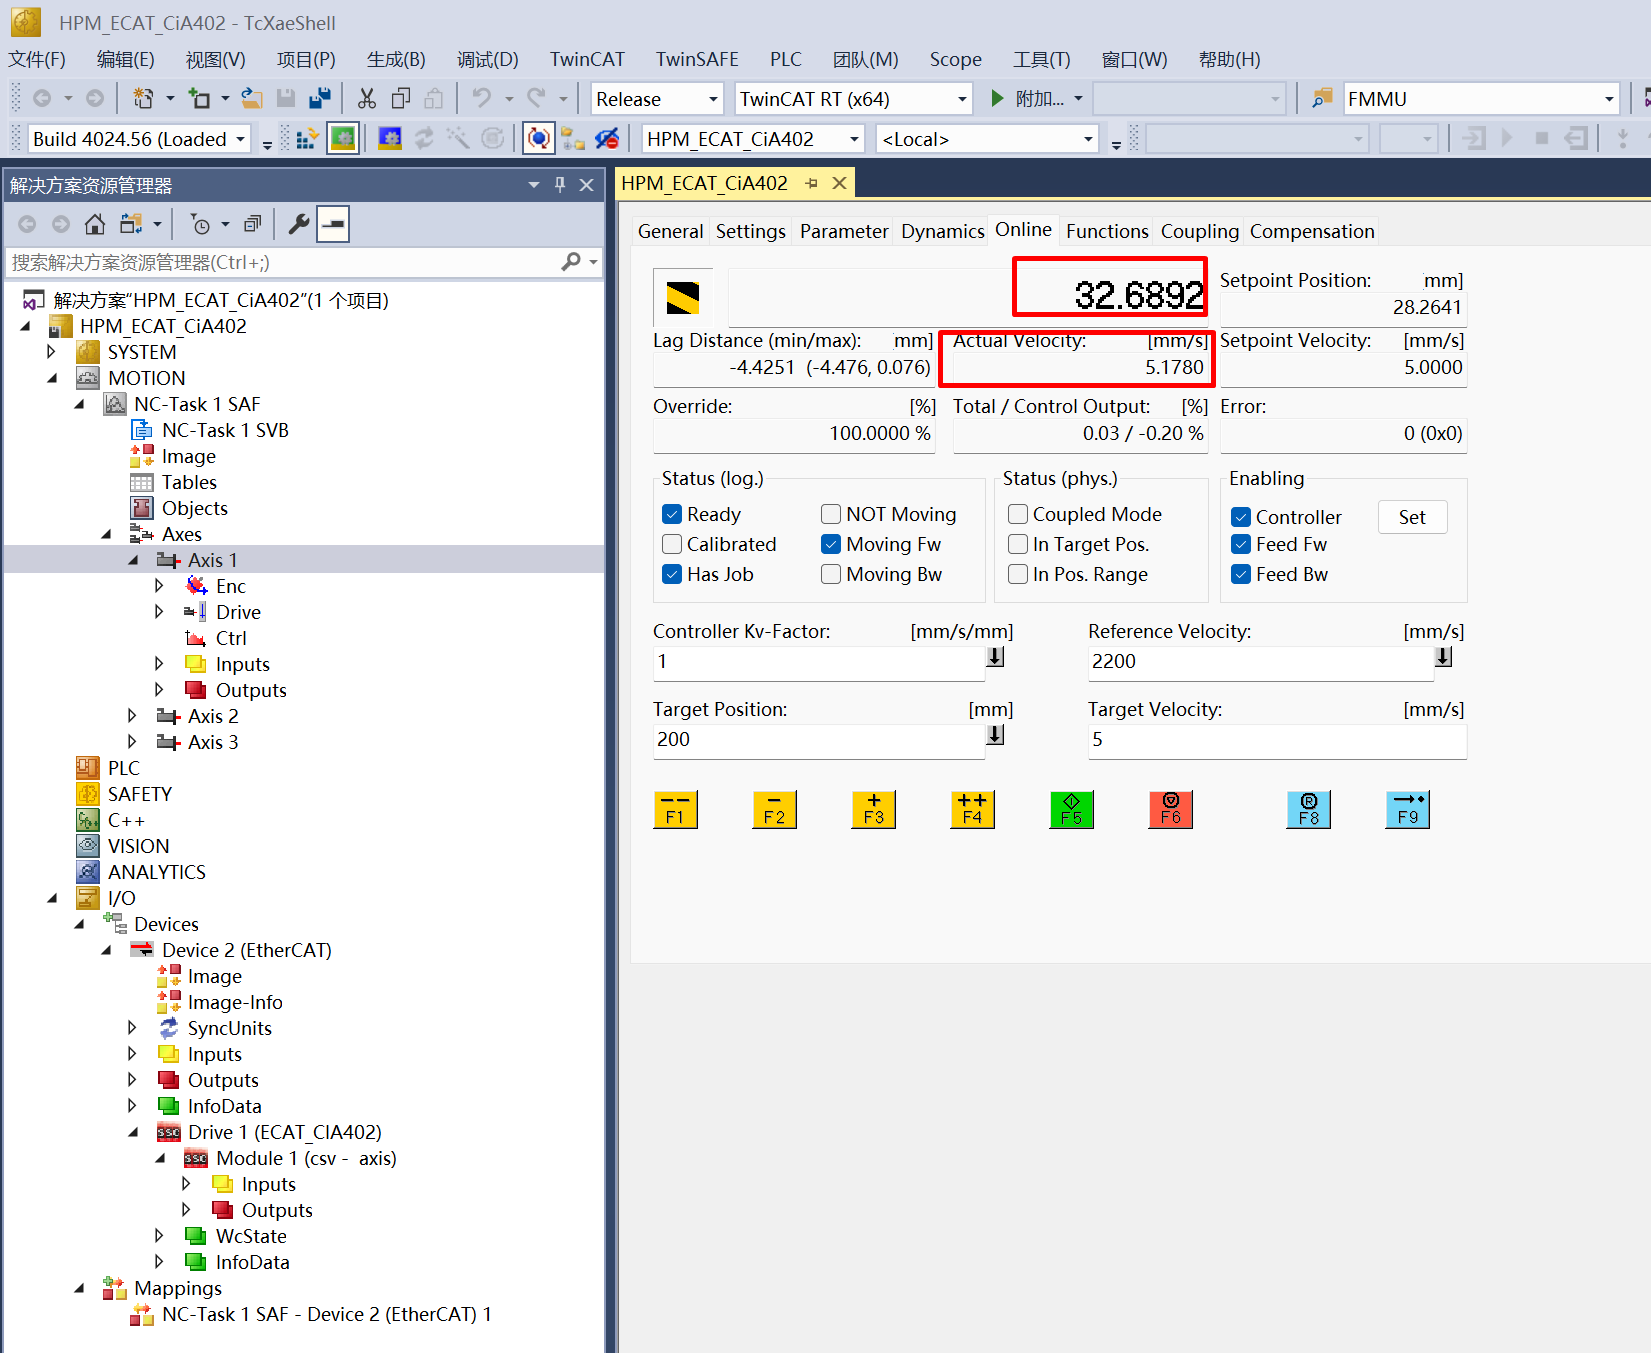 HPM_ECAT_CiA402 - TcXaeShell
文件(F) 编辑(E) 视图(V) 项目(P) 生成(B) 调试(D) TwinCAT TwinSAFE PLC 团队(M) Scope 工具(T) 窗口(W) 帮助(H)
Release TwinCAT RT (x64) 附加... FMMU
Build 4024.56 (Loaded HPM_ECAT_CiA402 <Local>
解决方案资源管理器
搜索解决方案资源管理器(Ctrl+;)
解决方案"HPM_ECAT_CiA402"(1 个项目)
HPM_ECAT_CiA402
SYSTEM
MOTION
NC-Task 1 SAF
NC-Task 1 SVB
Image
Tables
Objects
Axes
Axis 1
Enc
Drive
Ctrl
Inputs
Outputs
Axis 2
Axis 3
PLC
SAFETY
C++
VISION
ANALYTICS
I/O
Devices
Device 2 (EtherCAT)
Image
Image-Info
SyncUnits
Inputs
Outputs
InfoData
Drive 1 (ECAT_CIA402)
Module 1 (csv - axis)
Inputs
Outputs
WcState
InfoData
Mappings
NC-Task 1 SAF - Device 2 (EtherCAT) 1
HPM_ECAT_CiA402
General Settings Parameter Dynamics Online Functions Coupling Compensation
32.6892
Setpoint Position: mm]
28.2641
Lag Distance (min/max): mm] Actual Velocity: [mm/s] Setpoint Velocity: [mm/s]
-4.4251 (-4.476, 0.076) 5.1780 5.0000
Override: [%] Total / Control Output: [%] Error:
100.0000 % 0.03 / -0.20 % 0 (0x0)
Status (log.) Status (phys.) Enabling
Ready NOT Moving Coupled Mode Controller Set
Calibrated Moving Fw In Target Pos. Feed Fw
Has Job Moving Bw In Pos. Range Feed Bw
Controller Kv-Factor: [mm/s/mm] Reference Velocity: [mm/s]
1 2200
Target Position: [mm] Target Velocity: [mm/s]
200 5
-- - + ++ R
F1 F2 F3 F4 F5 F6 F8 F9